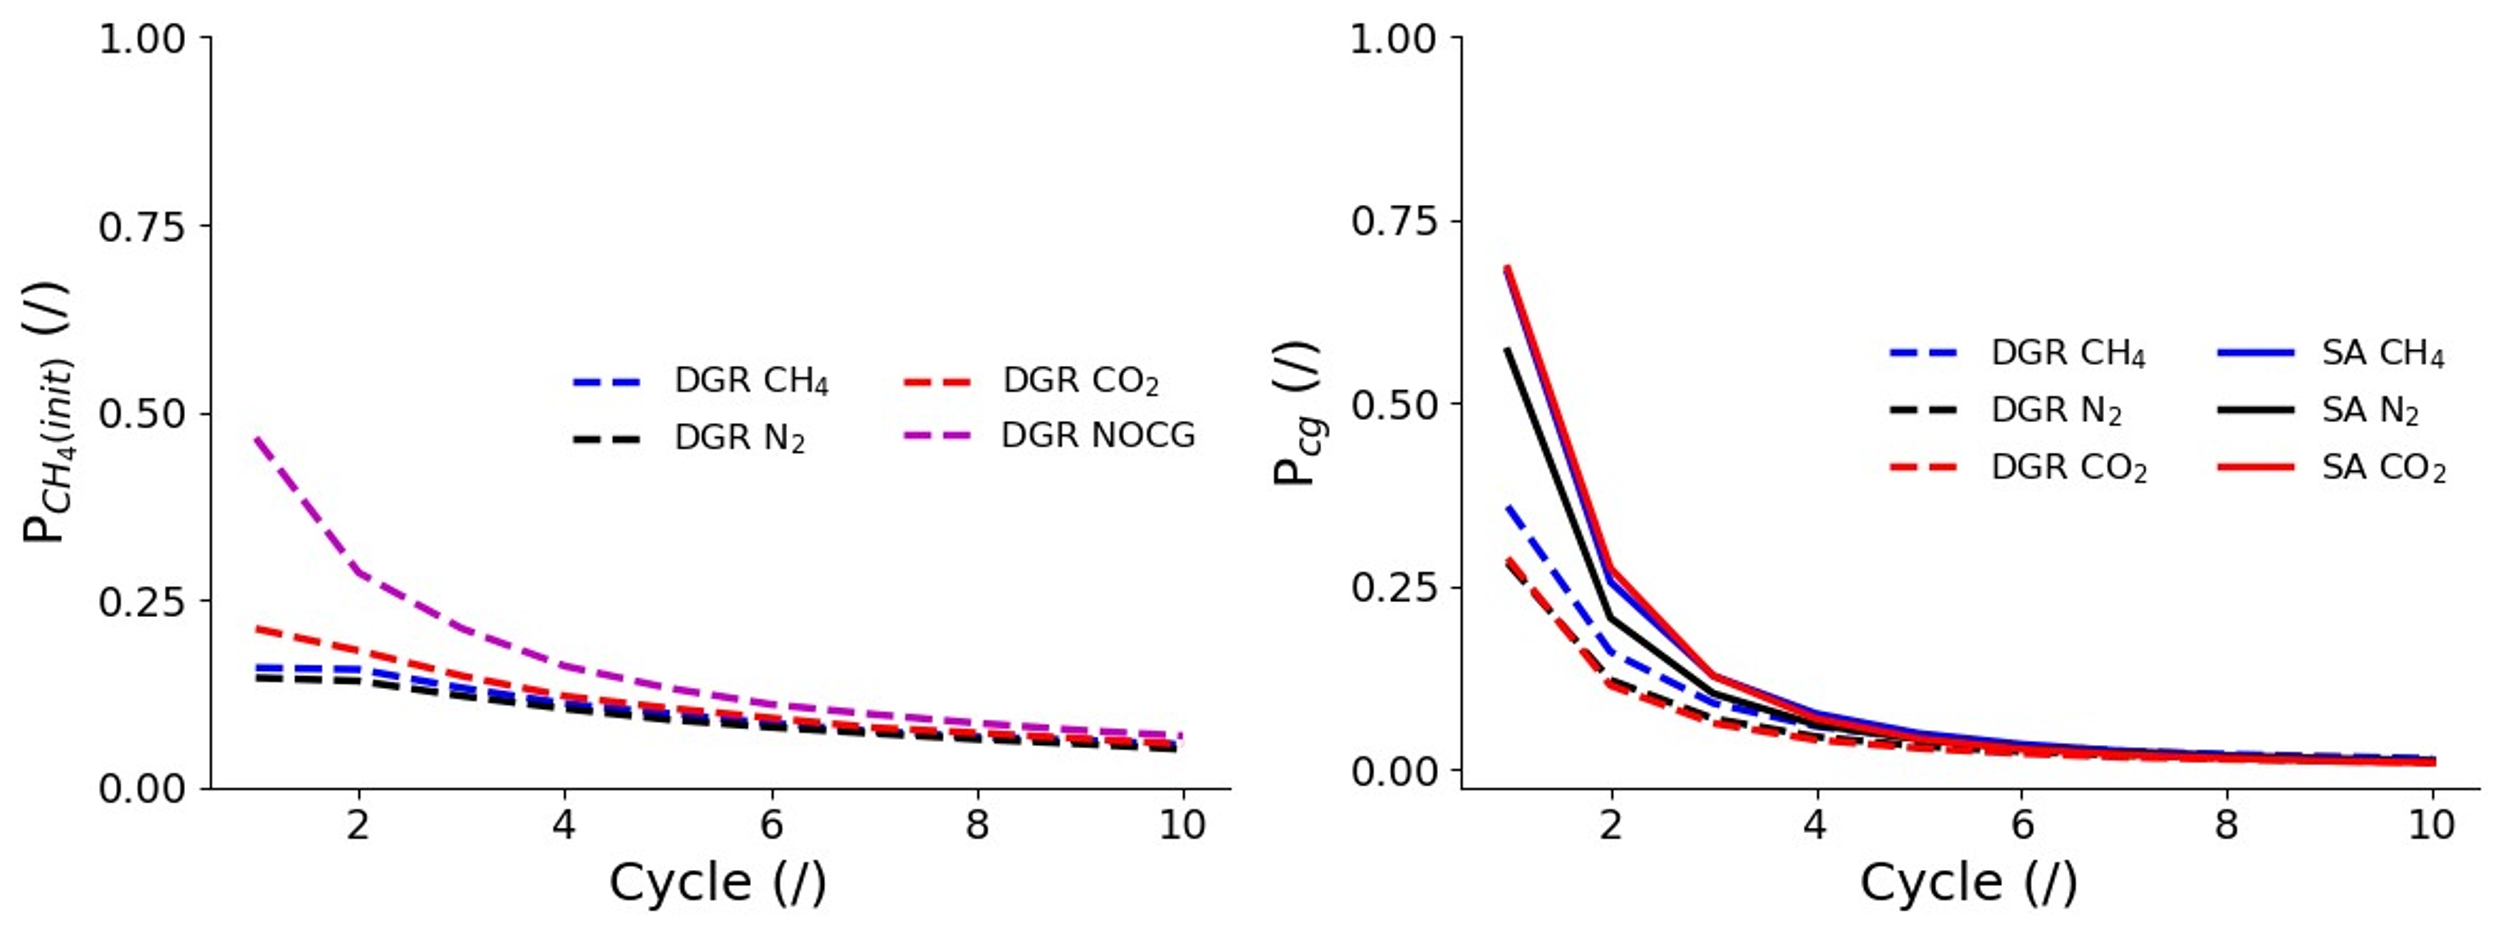 1.00
0.75
0.50
0.25
0.00
2 4 6 8 10
P_CH₄(init) (/)
Cycle (/)
DGR CH₄
DGR N₂
DGR CO₂
DGR NOCG
1.00
0.75
0.50
0.25
0.00
2 4 6 8 10
P_cg (/)
Cycle (/)
DGR CH₄
DGR N₂
DGR CO₂
SA CH₄
SA N₂
SA CO₂